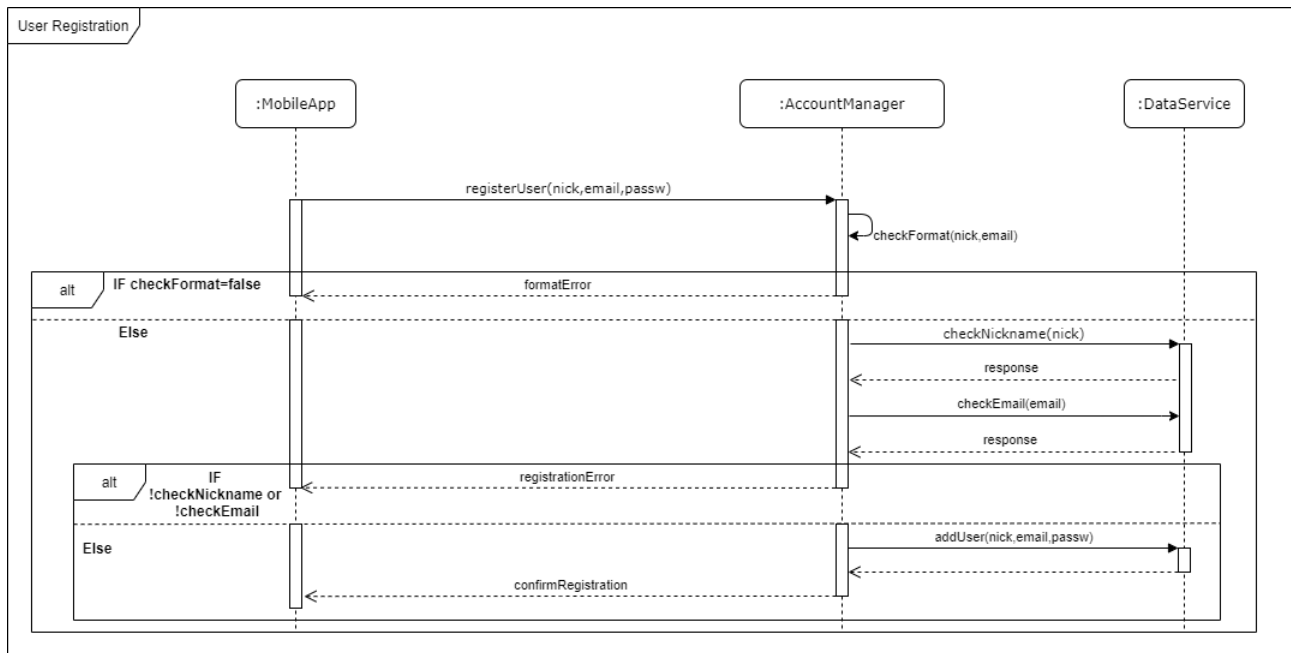 User Registration
:MobileApp
:AccountManager
:DataService
registerUser(nick,email,passw)
checkFormat(nick,email)
alt
IF checkFormat=false
formatError
Else
checkNickname(nick)
response
checkEmail(email)
response
alt
IF
!checkNickname or
!checkEmail
registrationError
Else
addUser(nick,email,passw)
confirmRegistration